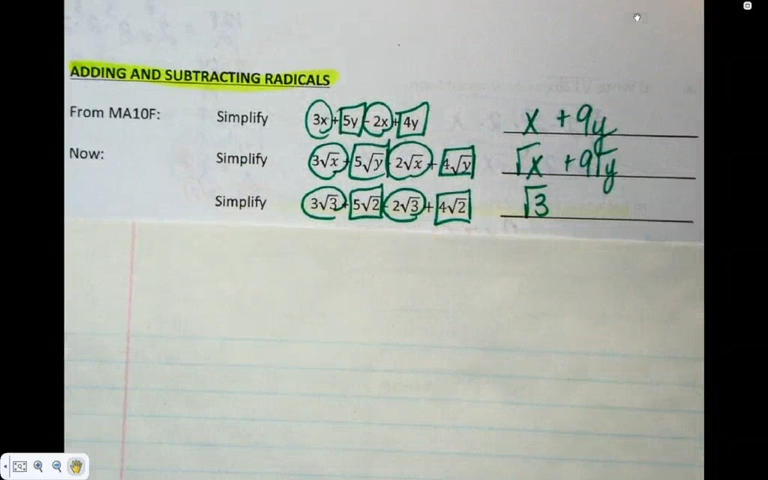 ADDING AND SUBTRACTING RADICALS
From MA10F: Simplify 3x + 5y - 2x + 4y x + 9y
Now: Simplify 3√x + 5√y - 2√x + 4√y √x + 9√y
Simplify 3√3 + 5√2 - 2√3 + 4√2 √3